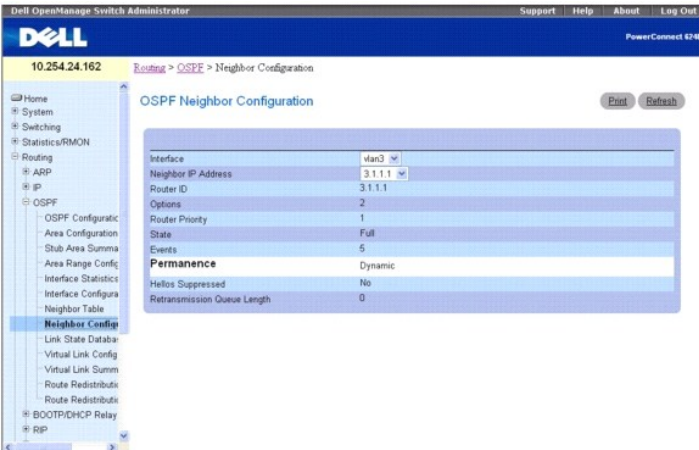 Dell OpenManage Switch Administrator
Support Help About Log Out
DELL
PowerConnect
10.254.24.162
Routing > OSPF > Neighbor Configuration
Home
System
Switching
Statistics/RMON
Routing
ARP
IP
OSPF
OSPF Configuratic
Area Configuration
Stub Area Summa
Area Range Config
Interface Statistics
Interface Configura
Neighbor Table
Neighbor Config
Link State Databa
Virtual Link Config
Virtual Link Summ
Route Redistributi
Route Redistributi
BOOTP/DHCP Relay
RIP
OSPF Neighbor Configuration
Print Refresh
Interface vlan3
Neighbor IP Address 3.1.1.1
Router ID 3.1.1.1
Options 2
Router Priority 1
State Full
Events 5
Permanence Dynamic
Hellos Suppressed No
Retransmission Queue Length 0